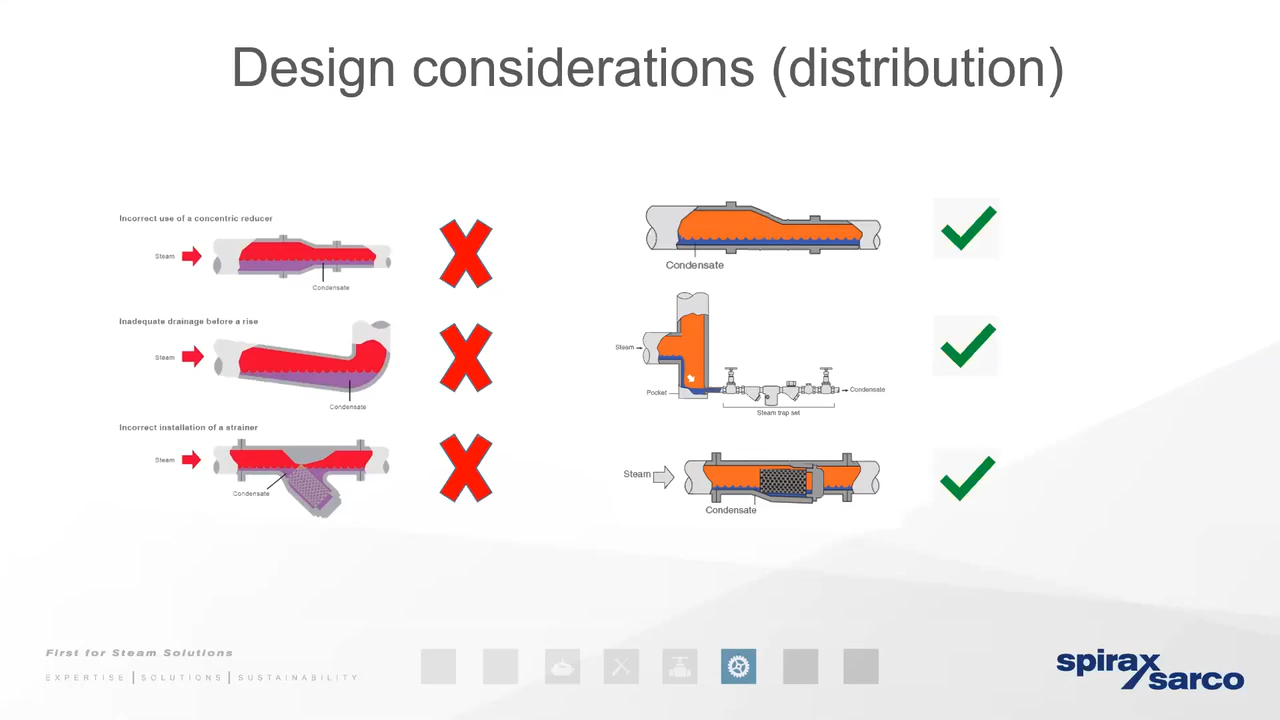 Design considerations (distribution)
Incorrect use of a concentric reducer
Steam
Condensate
Inadequate drainage before a rise
Steam
Condensate
Incorrect installation of a strainer
Steam
Condensate
Condensate
Steam
Pocket
Condensate
Steam trap set
Steam
Condensate
First for Steam Solutions
EXPERTISE | SOLUTIONS | SUSTAINABILITY
spirax
sarco